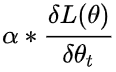 α * δL(θ) / δθ_t